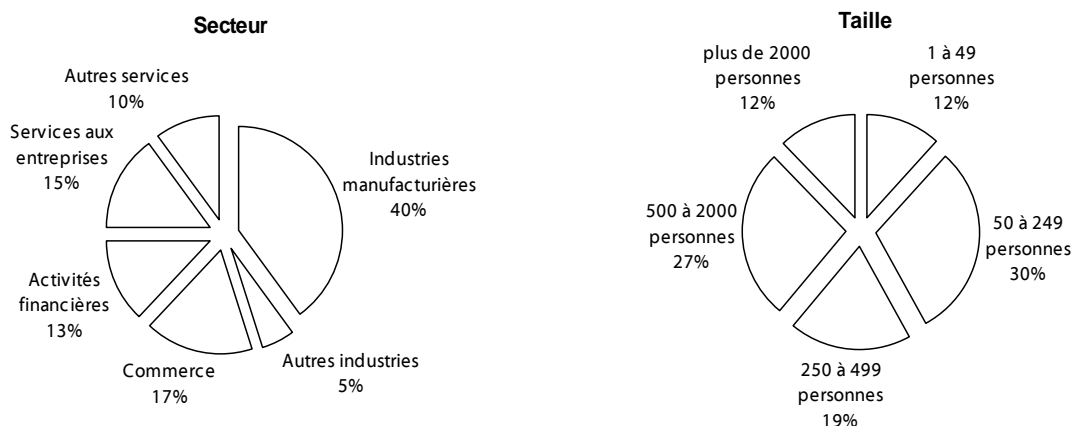 Secteur
Autres services
10%
Services aux
entreprises
15%
Industries
manufacturières
40%
Activités
financières
13%
Commerce
17%
Autres industries
5%
Taille
plus de 2000
personnes
12%
1 à 49
personnes
12%
500 à 2000
personnes
27%
50 à 249
personnes
30%
250 à 499
personnes
19%